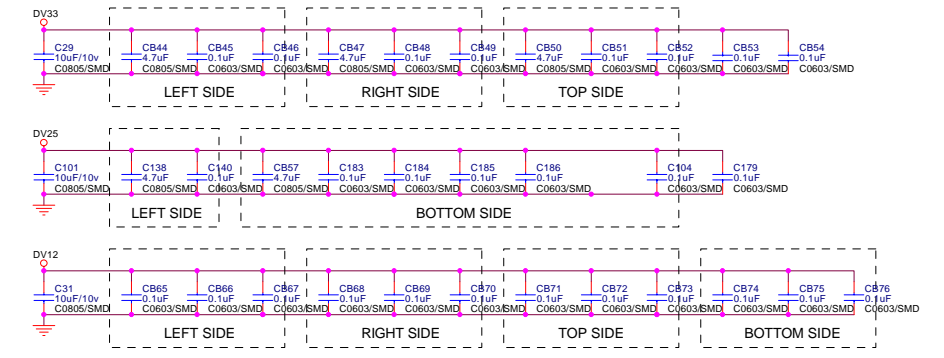 DV33
C29 CB44 CB45 CB46 CB47 CB48 CB49 CB50 CB51 CB52 CB53 CB54
10uF/10v 4.7uF 0.1uF 0.1uF 4.7uF 0.1uF 0.1uF 4.7uF 0.1uF 0.1uF 0.1uF 0.1uF
C0805/SMD C0805/SMD C0603/SMD C0603/SMD C0805/SMD C0603/SMD C0603/SMD C0805/SMD C0603/SMD C0603/SMD C0603/SMD C0603/SMD
LEFT SIDE RIGHT SIDE TOP SIDE
DV25
C101 C138 C140 CB57 C183 C184 C185 C186 C104 C179
10uF/10v 4.7uF 0.1uF 4.7uF 0.1uF 0.1uF 0.1uF 0.1uF 0.1uF 0.1uF
C0805/SMD C0805/SMD C0603/SMD C0805/SMD C0603/SMD C0603/SMD C0603/SMD C0603/SMD C0603/SMD C0603/SMD
LEFT SIDE BOTTOM SIDE
DV12
C31 CB65 CB66 CB67 CB68 CB69 CB70 CB71 CB72 CB73 CB74 CB75 CB76
10uF/10v 0.1uF 0.1uF 0.1uF 0.1uF 0.1uF 0.1uF 0.1uF 0.1uF 0.1uF 0.1uF 0.1uF 0.1uF
C0805/SMD C0603/SMD C0603/SMD C0603/SMD C0603/SMD C0603/SMD C0603/SMD C0603/SMD C0603/SMD C0603/SMD C0603/SMD C0603/SMD C0603/SMD
LEFT SIDE RIGHT SIDE TOP SIDE BOTTOM SIDE